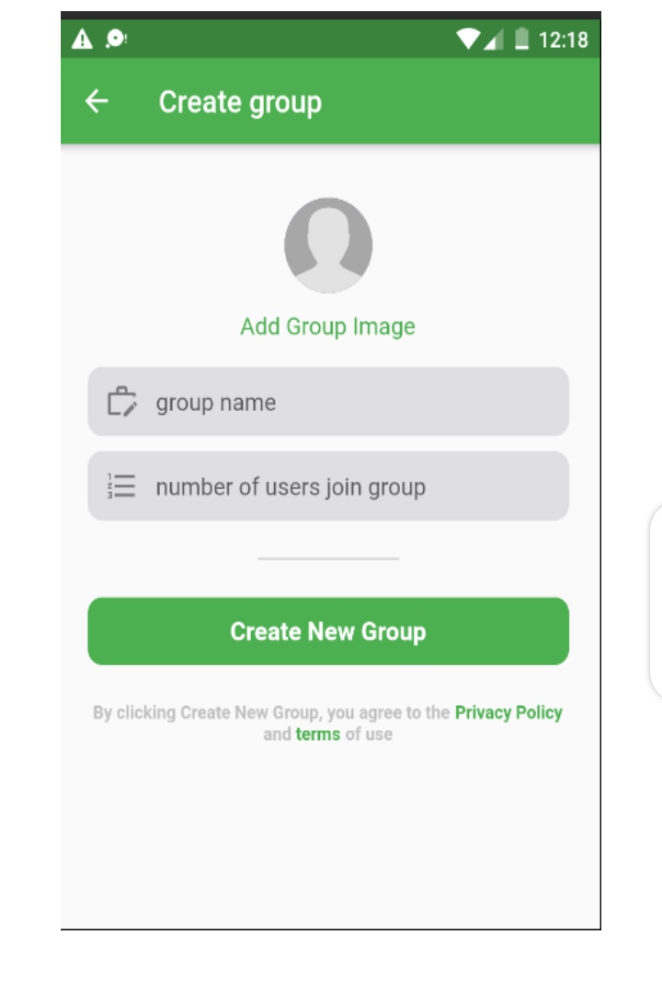 12:18
Create group
Add Group Image
group name
number of users join group
Create New Group
By clicking Create New Group, you agree to the Privacy Policy
and terms of use